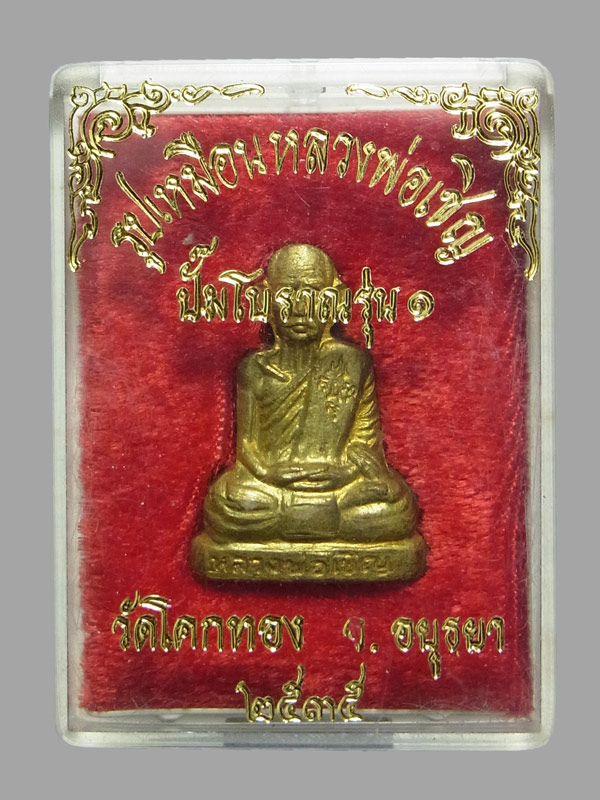 รูปเหมือนหลวงพ่อเชิญ
ปั๊มโบราณรุ่น ๑
หลวงพ่อเชิญ
วัดโคกทอง จ. อยุธยา
๒๕๓๕